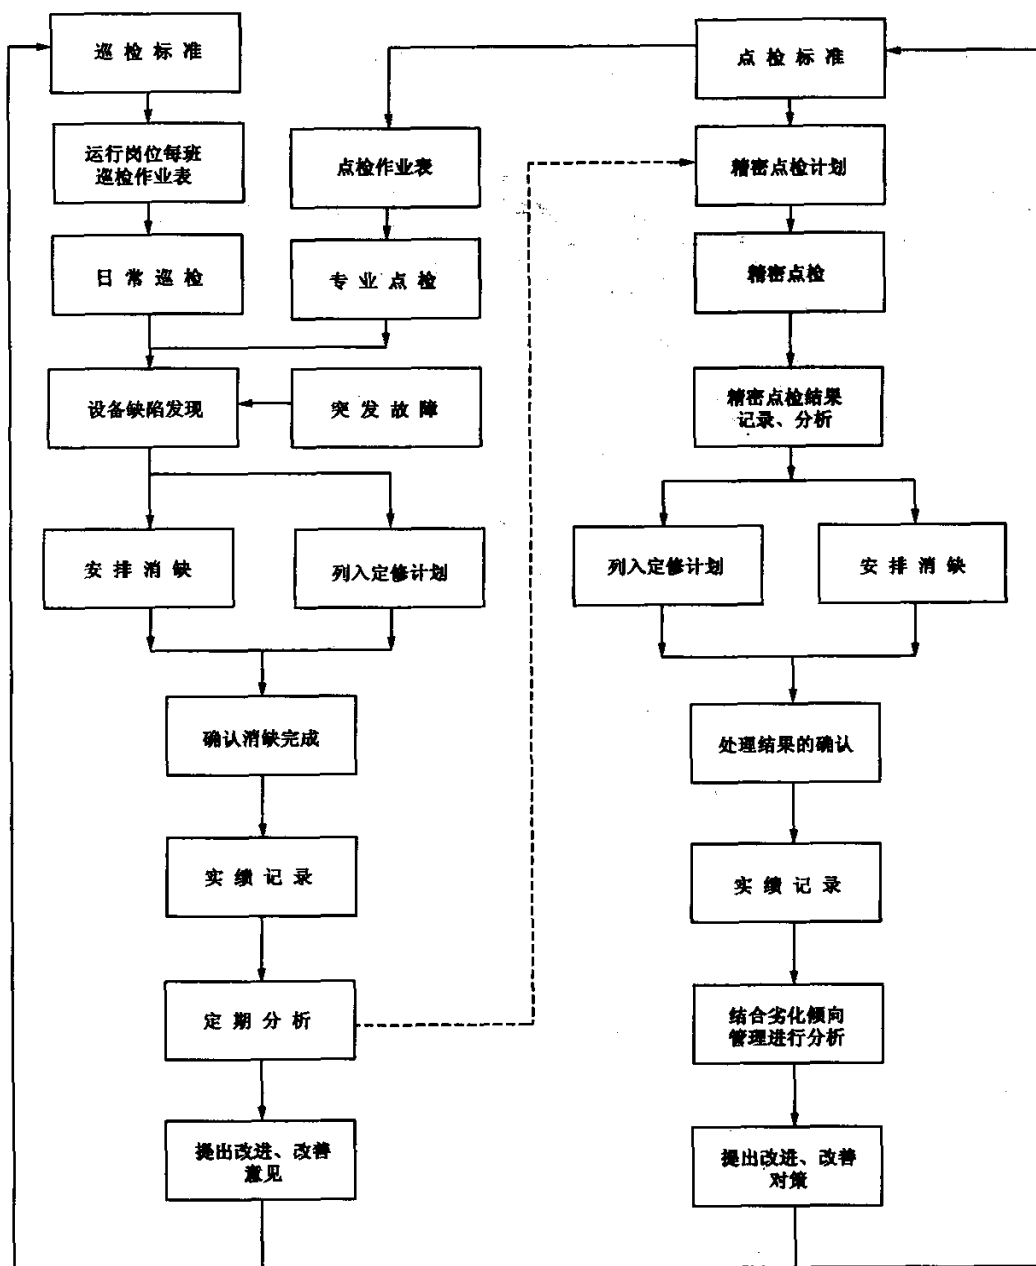 巡检标准
点检标准
运行岗位每班
巡检作业表
点检作业表
精密点检计划
日常巡检
专业点检
精密点检
设备缺陷发现
突发故障
精密点检结果
记录、分析
安排消缺
列入定修计划
列入定修计划
安排消缺
确认消缺完成
处理结果的确认
实绩记录
实绩记录
定期分析
结合劣化倾向
管理进行分析
提出改进、改善
意见
提出改进、改善
对策